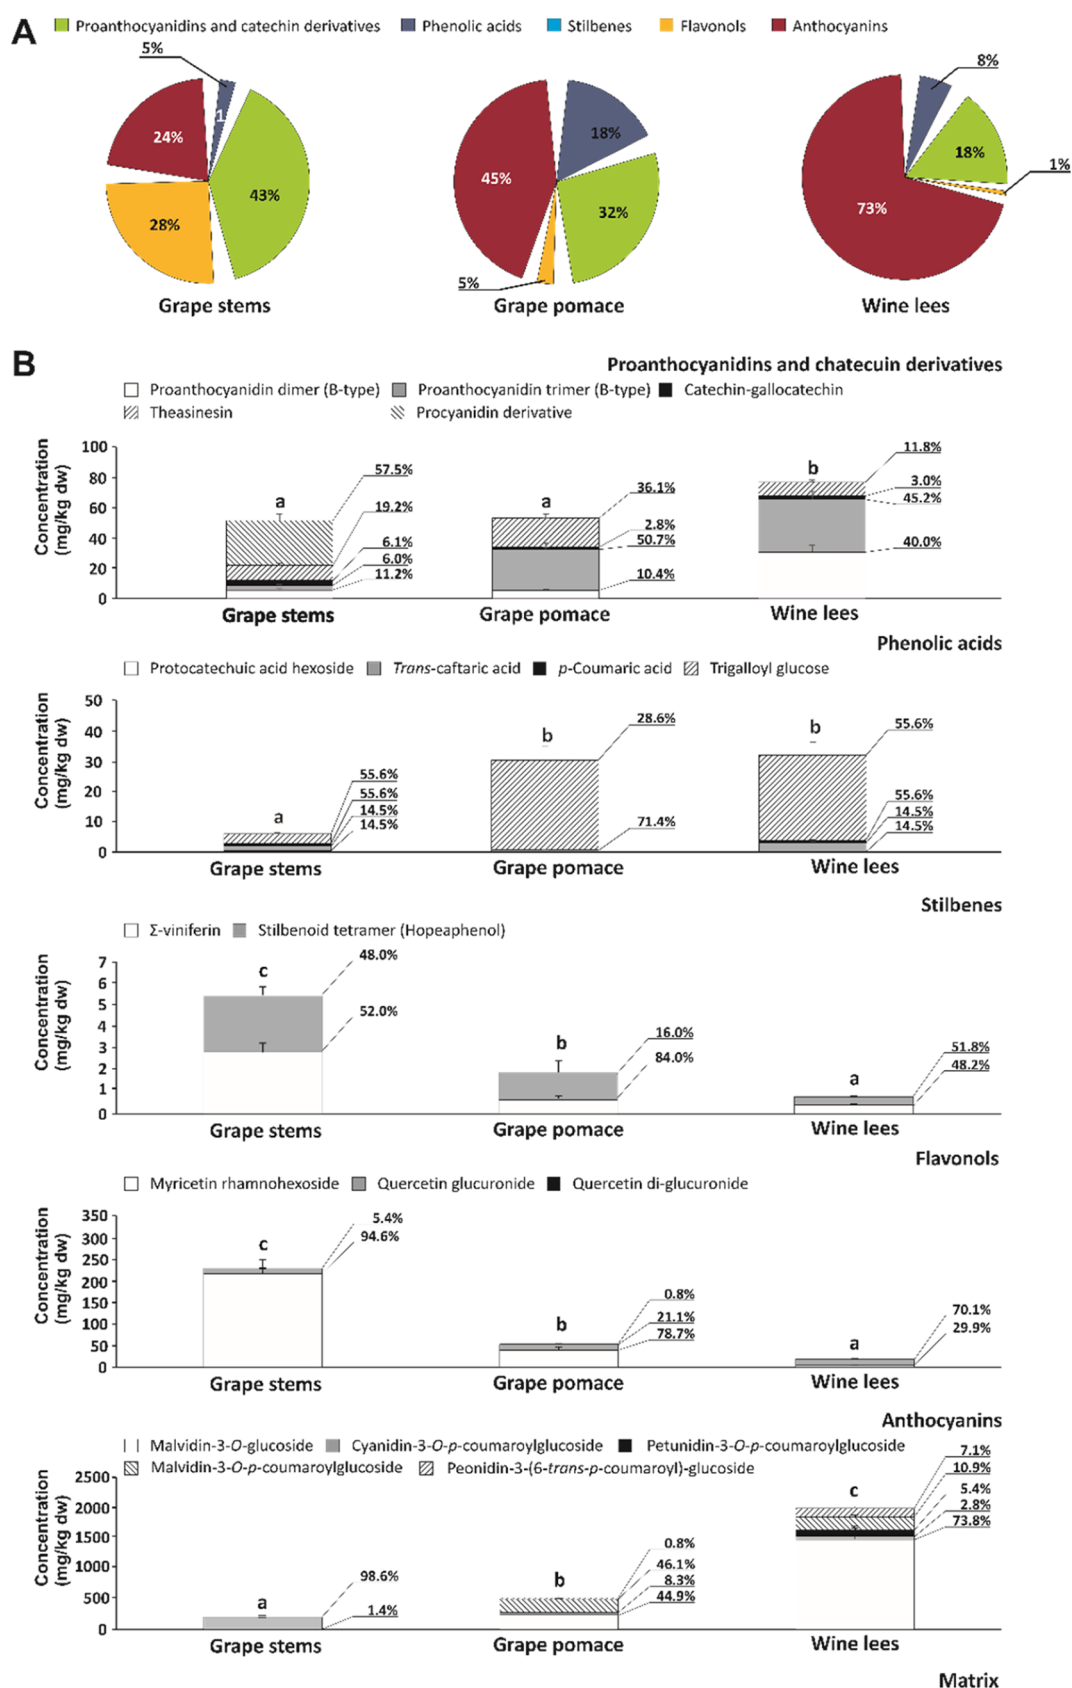 A
Proanthocyanidins and catechin derivatives Phenolic acids Stilbenes Flavonols Anthocyanins
5% 8%
1
24% 43% 28%
18% 45% 32% 5%
18% 1% 73%
Grape stems Grape pomace Wine lees
B
Proanthocyanidins and chatecuin derivatives
Proanthocyanidin dimer (B-type) Proanthocyanidin trimer (B-type) Catechin-gallocatechin
Theasinesin Procyanidin derivative
Concentration
(mg/kg dw)
100
80
60
40
20
0
a
57.5%
19.2%
6.1%
6.0%
11.2%
a
36.1%
2.8%
50.7%
10.4%
b
11.8%
3.0%
45.2%
40.0%
Grape stems Grape pomace Wine lees
Phenolic acids
Protocatechuic acid hexoside Trans-caftaric acid p-Coumaric acid Trigalloyl glucose
Concentration
(mg/kg dw)
50
40
30
20
10
0
a
55.6%
55.6%
14.5%
14.5%
b
28.6%
71.4%
b
55.6%
55.6%
14.5%
14.5%
Grape stems Grape pomace Wine lees
Stilbenes
Σ-viniferin Stilbenoid tetramer (Hopeaphenol)
Concentration
(mg/kg dw)
7
6
5
4
3
2
1
0
c
48.0%
52.0%
b
16.0%
84.0%
a
51.8%
48.2%
Grape stems Grape pomace Wine lees
Flavonols
Myricetin rhamnohexoside Quercetin glucuronide Quercetin di-glucuronide
Concentration
(mg/kg dw)
350
300
250
200
150
100
50
0
c
5.4%
94.6%
b
0.8%
21.1%
78.7%
a
70.1%
29.9%
Grape stems Grape pomace Wine lees
Anthocyanins
Malvidin-3-O-glucoside Cyanidin-3-O-p-coumaroylglucoside Petunidin-3-O-p-coumaroylglucoside
Malvidin-3-O-p-coumaroylglucoside Peonidin-3-(6-trans-p-coumaroyl)-glucoside
Concentration
(mg/kg dw)
2500
2000
1500
1000
500
0
a
98.6%
1.4%
b
0.8%
46.1%
8.3%
44.9%
c
7.1%
10.9%
5.4%
2.8%
73.8%
Grape stems Grape pomace Wine lees
Matrix